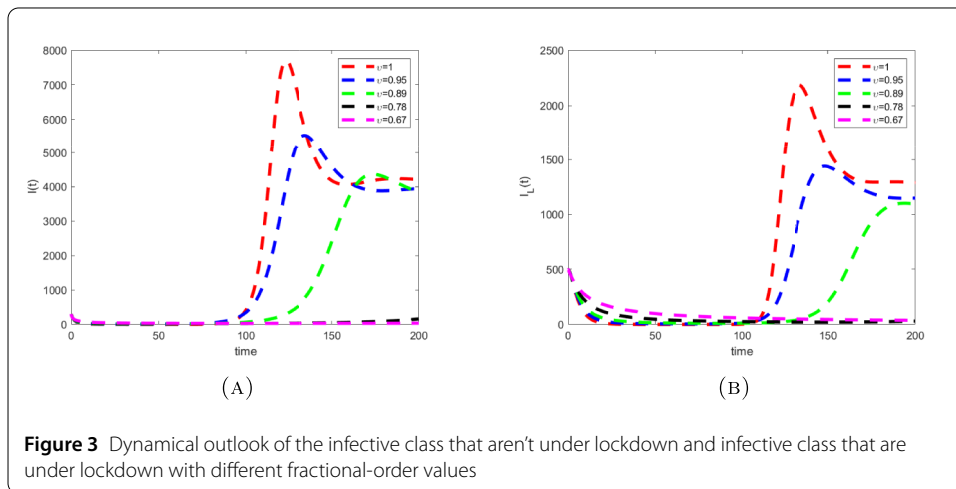 8000
7000
6000
5000
4000
3000
2000
1000
0
I(t)
0 50 100 150 200
time
υ=1
υ=0.95
υ=0.89
υ=0.78
υ=0.67
(A)
2500
2000
1500
1000
500
0
I_L(t)
0 50 100 150 200
time
υ=1
υ=0.95
υ=0.89
υ=0.78
υ=0.67
(B)
Figure 3 Dynamical outlook of the infective class that aren’t under lockdown and infective class that are
under lockdown with different fractional-order values